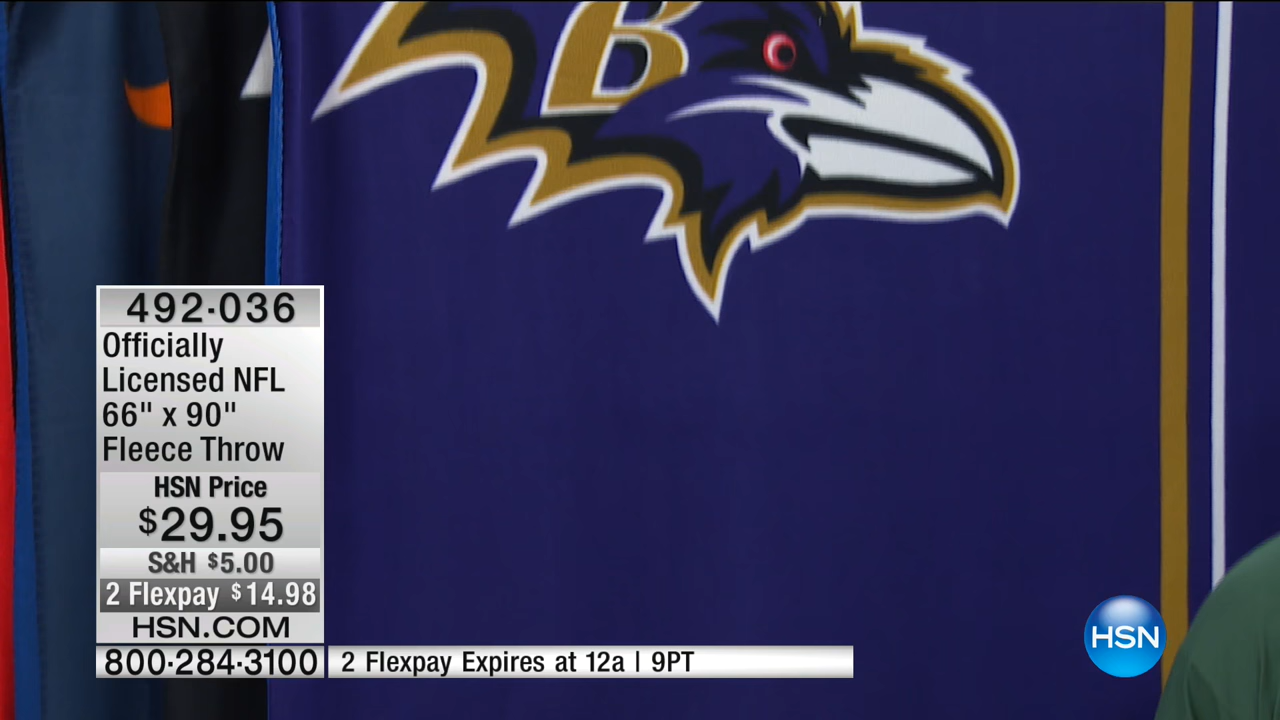 B
492·036
Officially
Licensed NFL
66" x 90"
Fleece Throw
HSN Price
$29.95
S&H $5.00
2 Flexpay $14.98
HSN.COM
800·284·3100
2 Flexpay Expires at 12a | 9PT
HSN